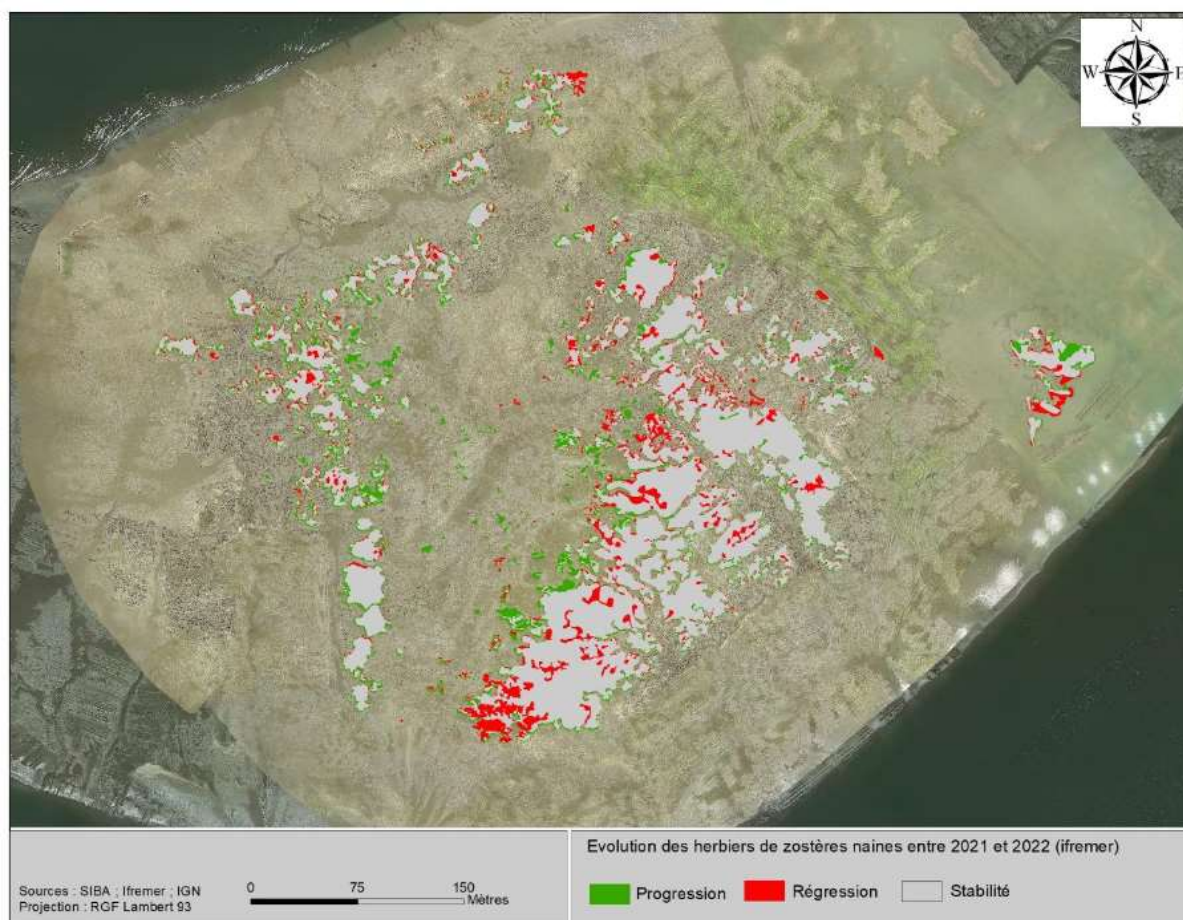 N
W E
S
Evolution des herbiers de zostères naines entre 2021 et 2022 (ifremer)
Sources : SIBA ; Ifremer ; IGN
Projection : RGF Lambert 93
0 75 150
Mètres
Progression Régression Stabilité